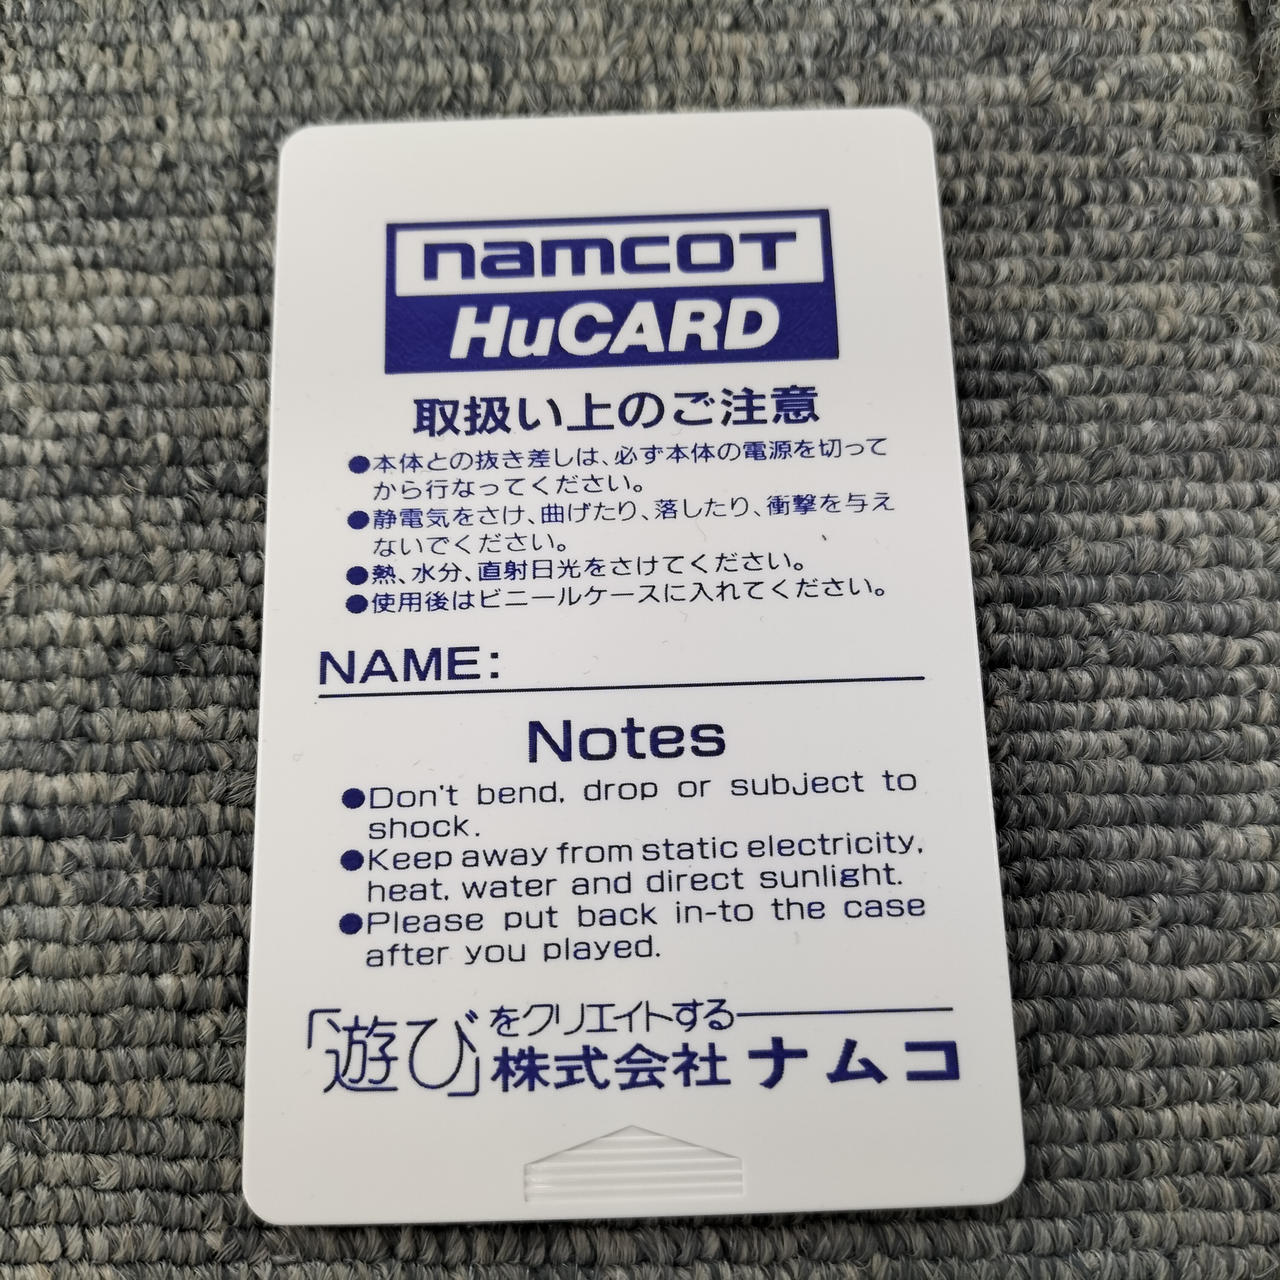 namcot
HuCARD
取扱い上のご注意
●本体との抜き差しは、必ず本体の電源を切って
から行なってください。
●静電気をさけ、曲げたり、落したり、衝撃を与え
ないでください。
●熱、水分、直射日光をさけてください。
●使用後はビニールケースに入れてください。
NAME:
Notes
●Don't bend, drop or subject to
shock.
●Keep away from static electricity,
heat, water and direct sunlight.
●Please put back in-to the case
after you played.
「遊び」をクリエイトする
株式会社ナムコ